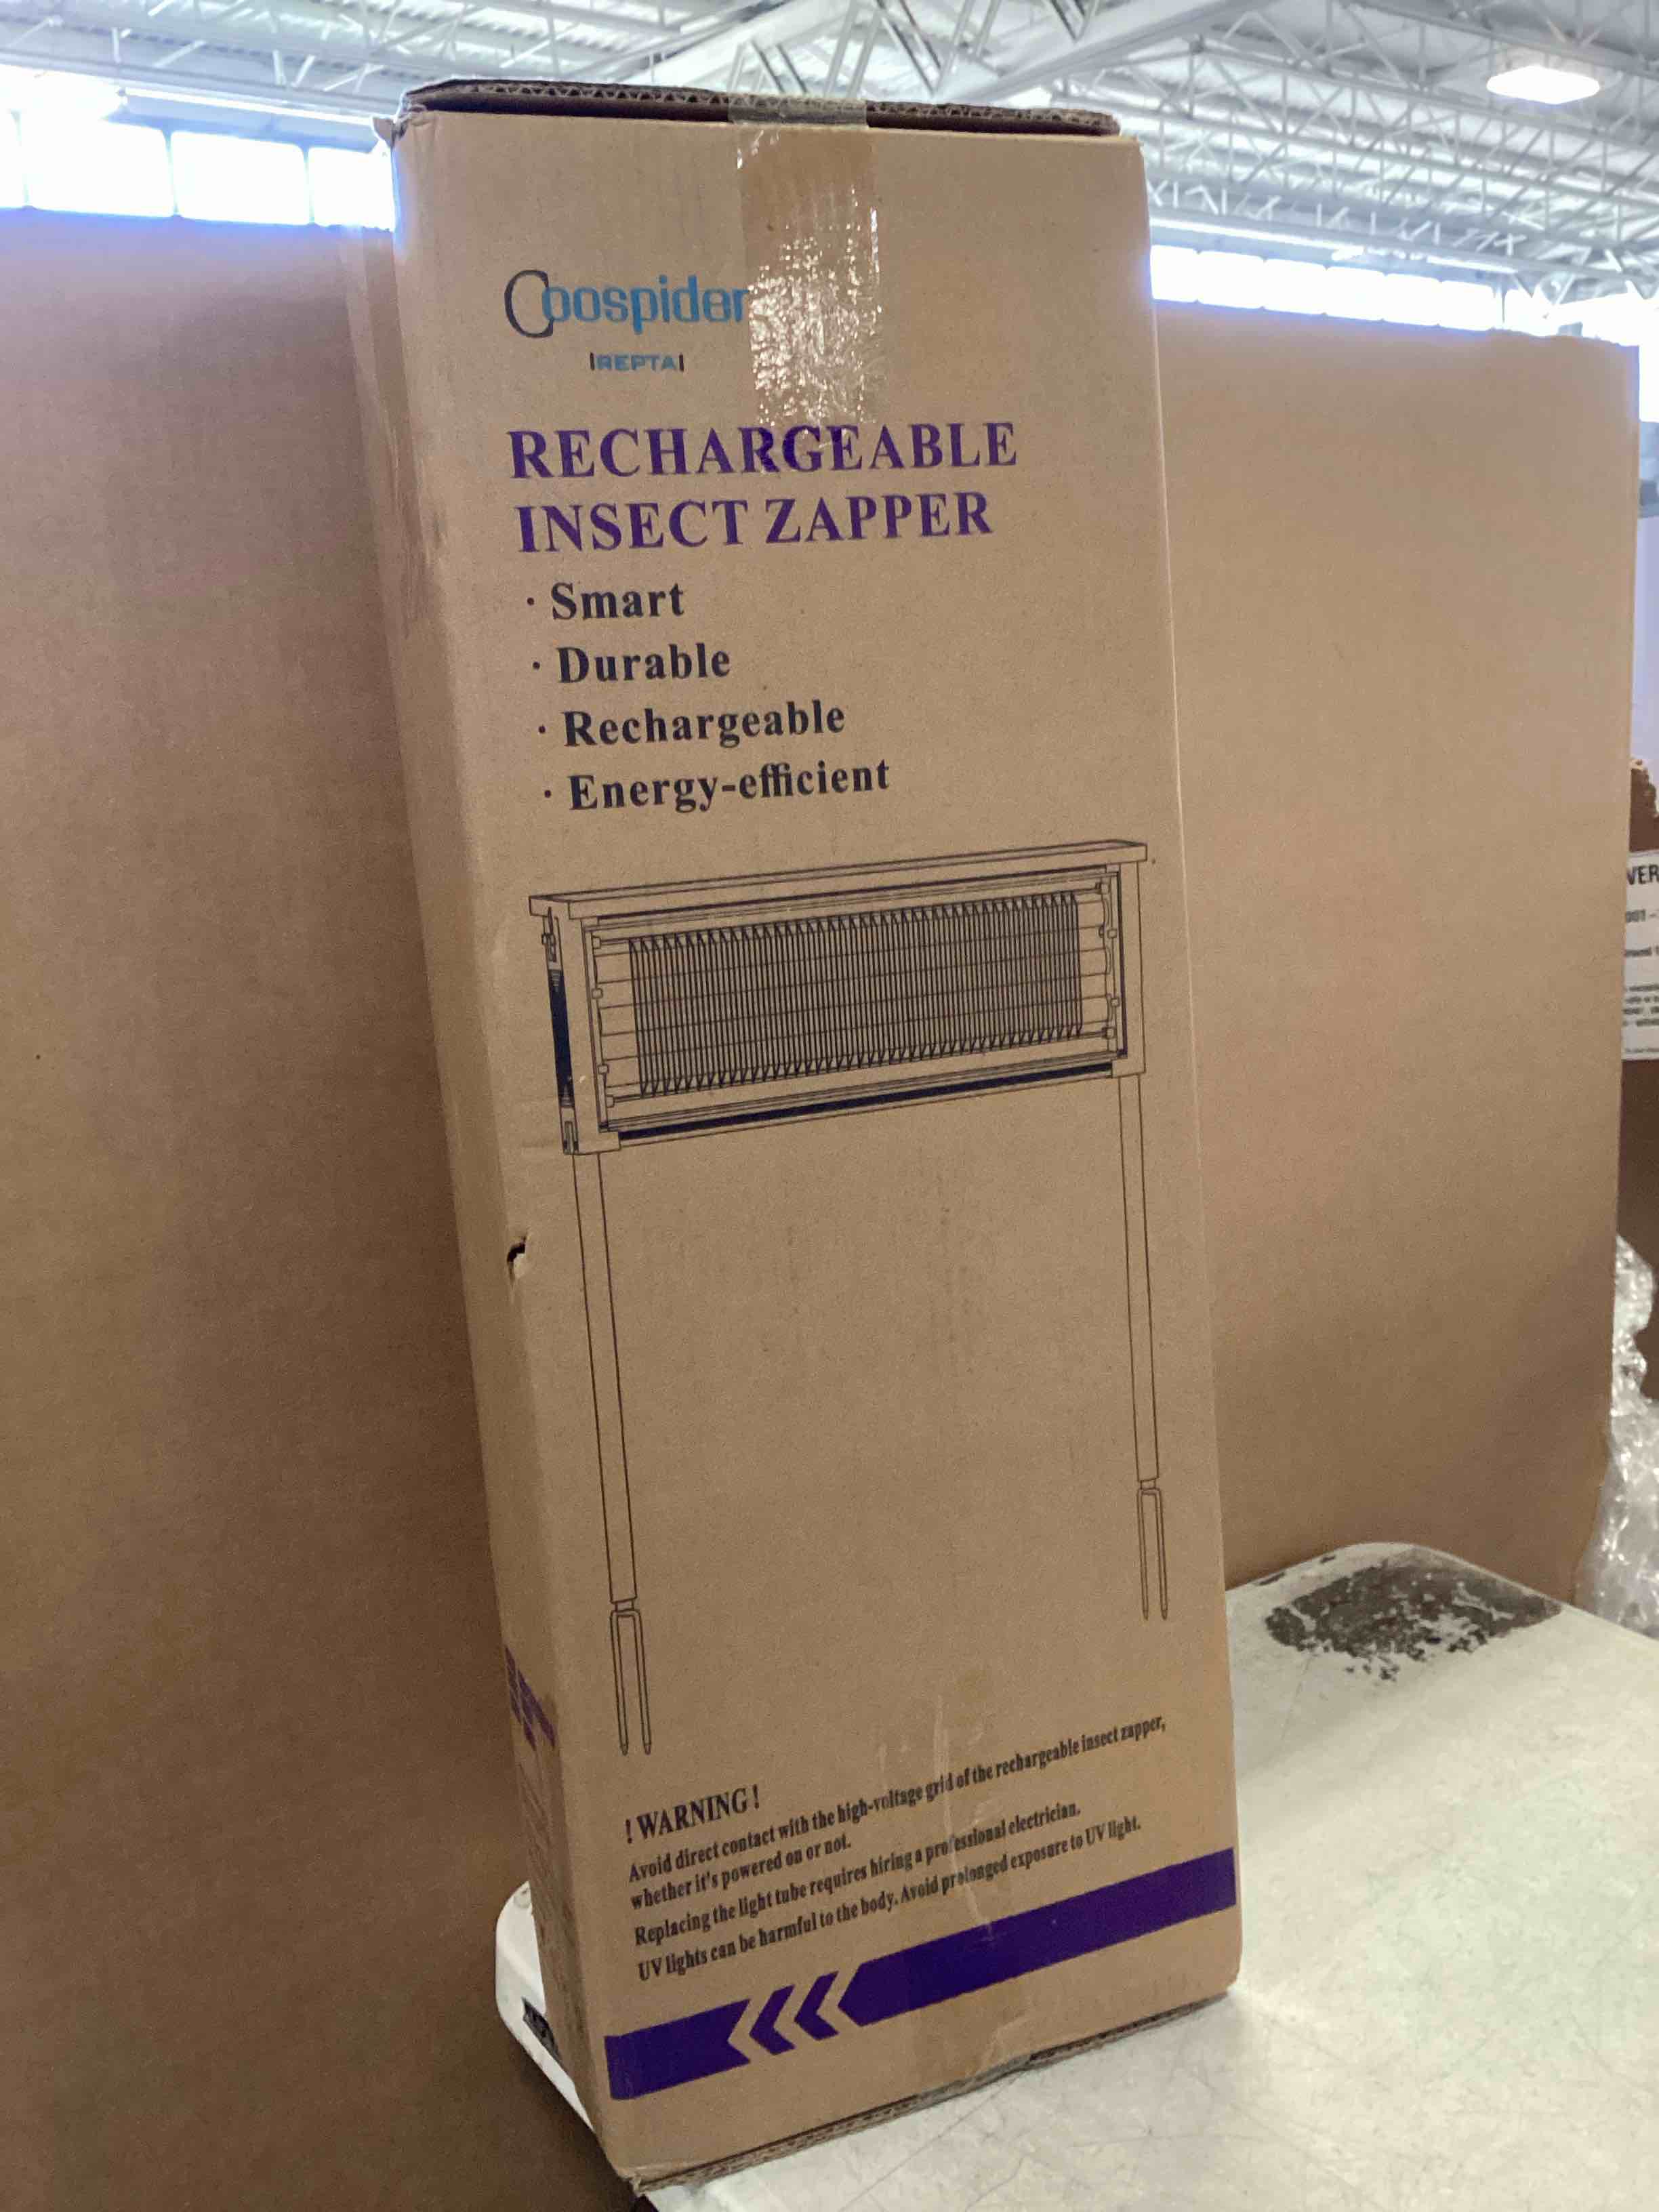 Coospider
REPTA
RECHARGEABLE
INSECT ZAPPER
· Smart
· Durable
· Rechargeable
· Energy-efficient
! WARNING !
Avoid direct contact with the high-voltage grid of the rechargeable insect zapper,
whether it's powered on or not.
Replacing the light tube requires hiring a professional electrician.
UV lights can be harmful to the body. Avoid prolonged exposure to UV light.
VER